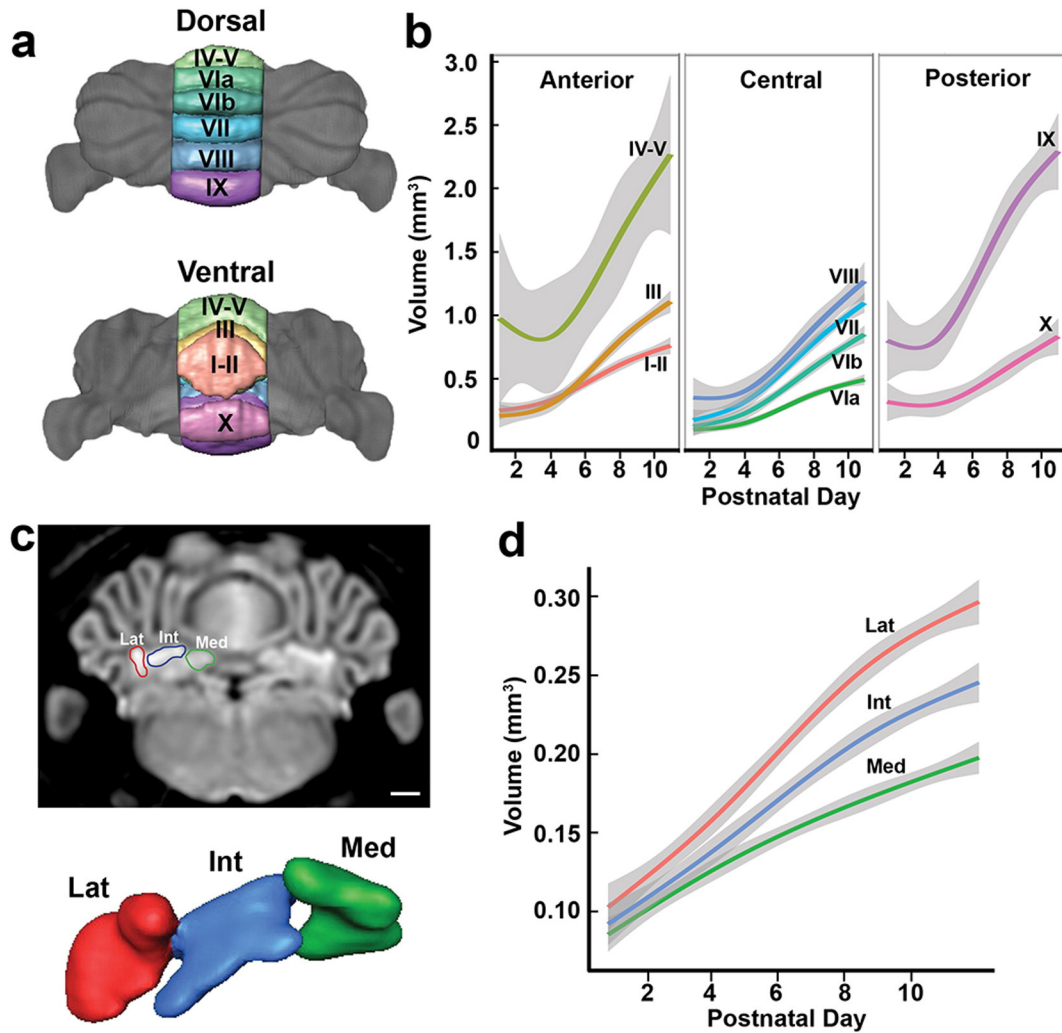 a
Dorsal
IV-V
VIa
VIb
VII
VIII
IX
Ventral
IV-V
III
I-II
X
b
Volume (mm³)
3.0
2.5
2.0
1.5
1.0
0.5
0
Anterior
IV-V
III
I-II
Central
VIII
VII
VIb
VIa
Posterior
IX
X
2 4 6 8 10 2 4 6 8 10 2 4 6 8 10
Postnatal Day
c
Lat Int Med
Lat Int Med
d
Volume (mm³)
0.30
0.25
0.20
0.15
0.10
Lat
Int
Med
2 4 6 8 10
Postnatal Day